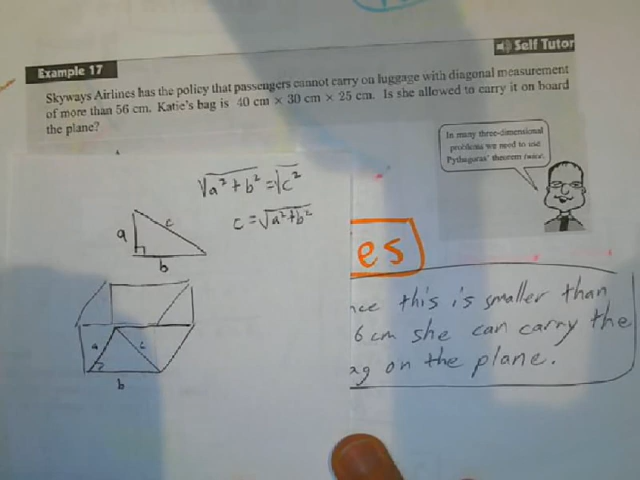 Self Tutor
Example 17
Skyways Airlines has the policy that passengers cannot carry on luggage with diagonal measurement
of more than 56 cm. Katie's bag is 40 cm × 30 cm × 25 cm. Is she allowed to carry it on board
the plane?
In many three-dimensional
problems we need to use
Pythagoras' theorem twice.
√a² + b² = √c²
c = √a² + b²
a
c
b
es
this is smaller than
6 cm she can carry the
on the plane.
a
c
b